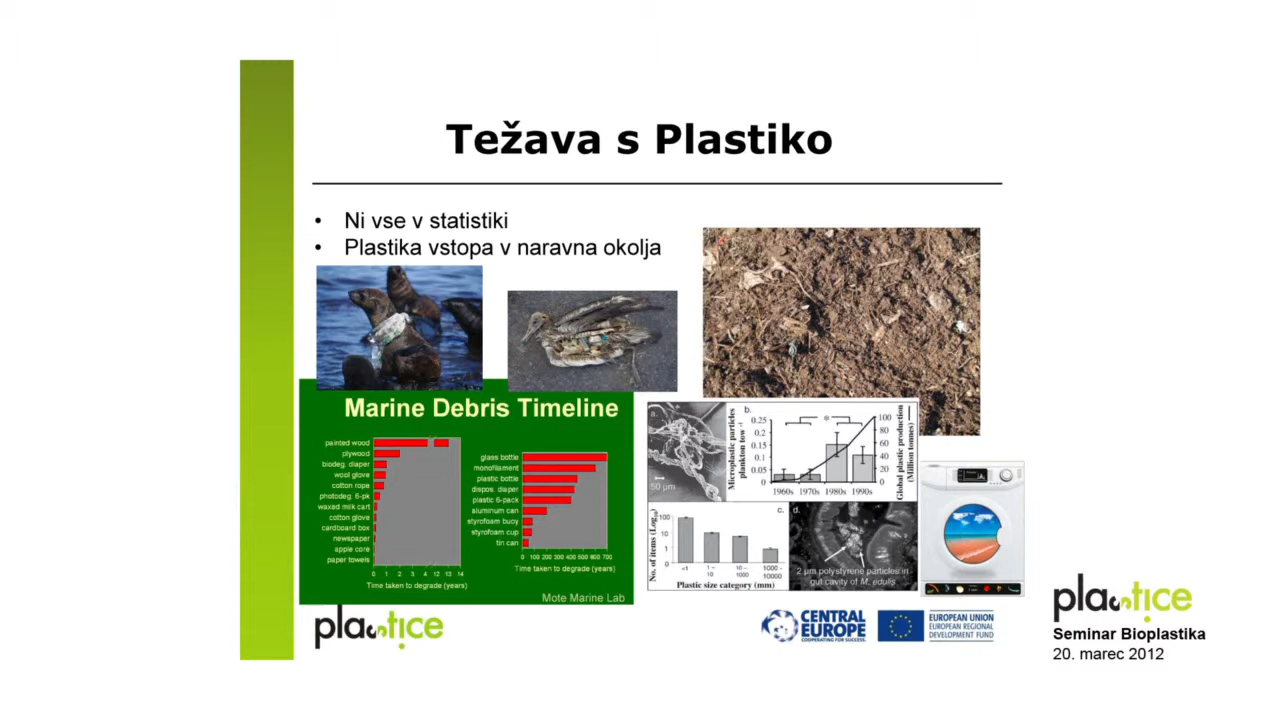 Težava s Plastiko
• Ni vse v statistiki
• Plastika vstopa v naravna okolja
Marine Debris Timeline
painted wood
plywood
biodeg. diaper
wool glove
cotton rope
photodeg. 6-pk
waxed milk cart
cotton glove
cardboard box
newspaper
apple core
paper towels
0 1 2 3 4 12 13 14
Time taken to degrade (years)
glass bottle
monofilament
plastic bottle
dispos. diaper
plastic 6-pack
aluminum can
styrofoam buoy
styrofoam cup
tin can
0 100 200 300 400 500 600 700
Time taken to degrade (years)
Mote Marine Lab
a.
50 µm
b.
Microplastic particles
plankton tow⁻¹
0.25
0.2
0.15
0.1
0.05
0
1960s 1970s 1980s 1990s
100
80
60
40
20
0
Global plastic production
(Million tonnes)
c.
No. of items (Log₁₀)
100
10
1
0
<1
1 –
10
10 –
1000
1000 -
10000
Plastic size category (mm)
d.
2 µm polystyrene particles in
gut cavity of M. edulis
plastice
CENTRAL
EUROPE
COOPERATING FOR SUCCESS.
EUROPEAN UNION
EUROPEAN REGIONAL
DEVELOPMENT FUND
plastice
Seminar Bioplastika
20. marec 2012